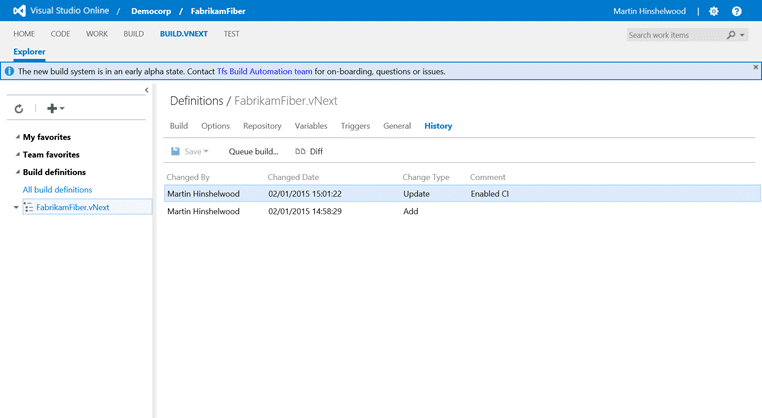 Visual Studio Online / Democorp / FabrikamFiber Martin Hinshelwood |
HOME CODE WORK BUILD BUILD.VNEXT TEST Search work items
Explorer
The new build system is in an early alpha state. Contact Tfs Build Automation team for on-boarding, questions or issues.
My favorites
Team favorites
Build definitions
All build definitions
FabrikamFiber.vNext
Definitions / FabrikamFiber.vNext
Build Options Repository Variables Triggers General History
Save Queue build... Diff
Changed By Changed Date Change Type Comment
Martin Hinshelwood 02/01/2015 15:01:22 Update Enabled CI
Martin Hinshelwood 02/01/2015 14:58:29 Add